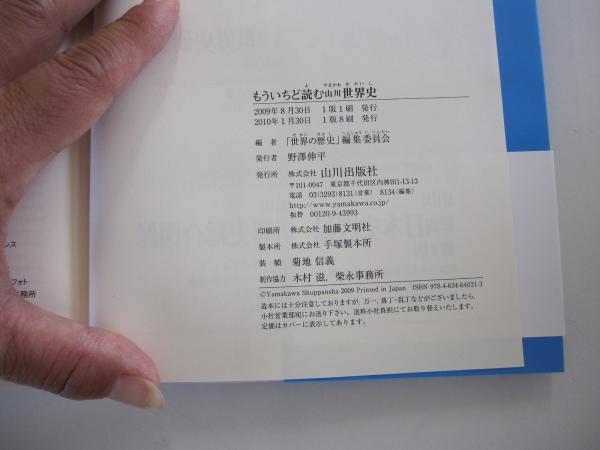 もういちど読む山川世界史
2009年8月30日 1版1刷 発行
2010年1月30日 1版8刷 発行
編者 「世界の歴史」編集委員会
発行者 野澤伸平
発行所 株式会社 山川出版社
〒101-0047 東京都千代田区内神田1-13-13
電話 03(3293)8131(営業) 8134(編集)
http://www.yamakawa.co.jp/
振替 00120-9-43993
印刷所 株式会社 加藤文明社
製本所 株式会社 手塚製本所
装幀 菊地信義
制作協力 木村滋, 柴永事務所
©Yamakawa Shuppansha 2009 Printed in Japan ISBN 978-4-634-64031-3
造本には十分注意しておりますが,万一,落丁・乱丁などがございましたら,
小社営業部宛にお送り下さい。送料小社負担にてお取り替えいたします。
定価はカバーに表示してあります。
レス
フォト
務所